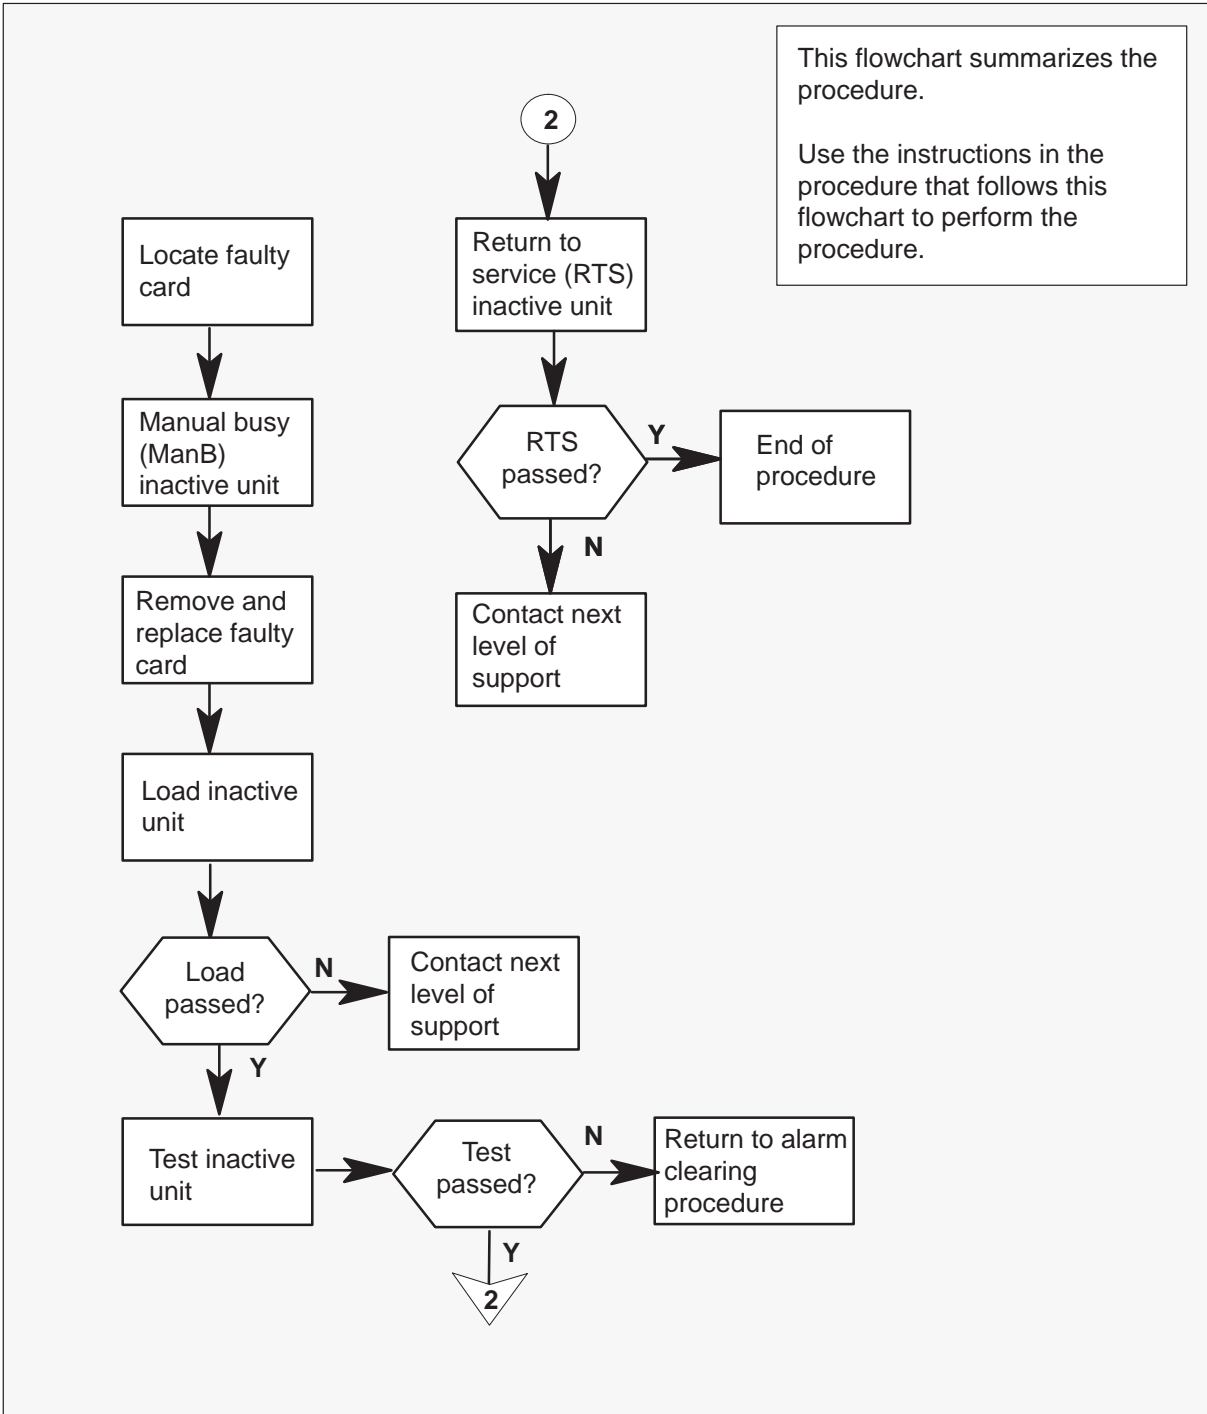 This flowchart summarizes the
procedure.
Use the instructions in the
procedure that follows this
flowchart to perform the
procedure.
Locate faulty
card
Manual busy
(ManB)
inactive unit
Remove and
replace faulty
card
Load inactive
unit
Load
passed?
N
Contact next
level of
support
Y
Test inactive
unit
Test
passed?
N
Return to alarm
clearing
procedure
Y
2
2
Return to
service (RTS)
inactive unit
RTS
passed?
Y
End of
procedure
N
Contact next
level of
support